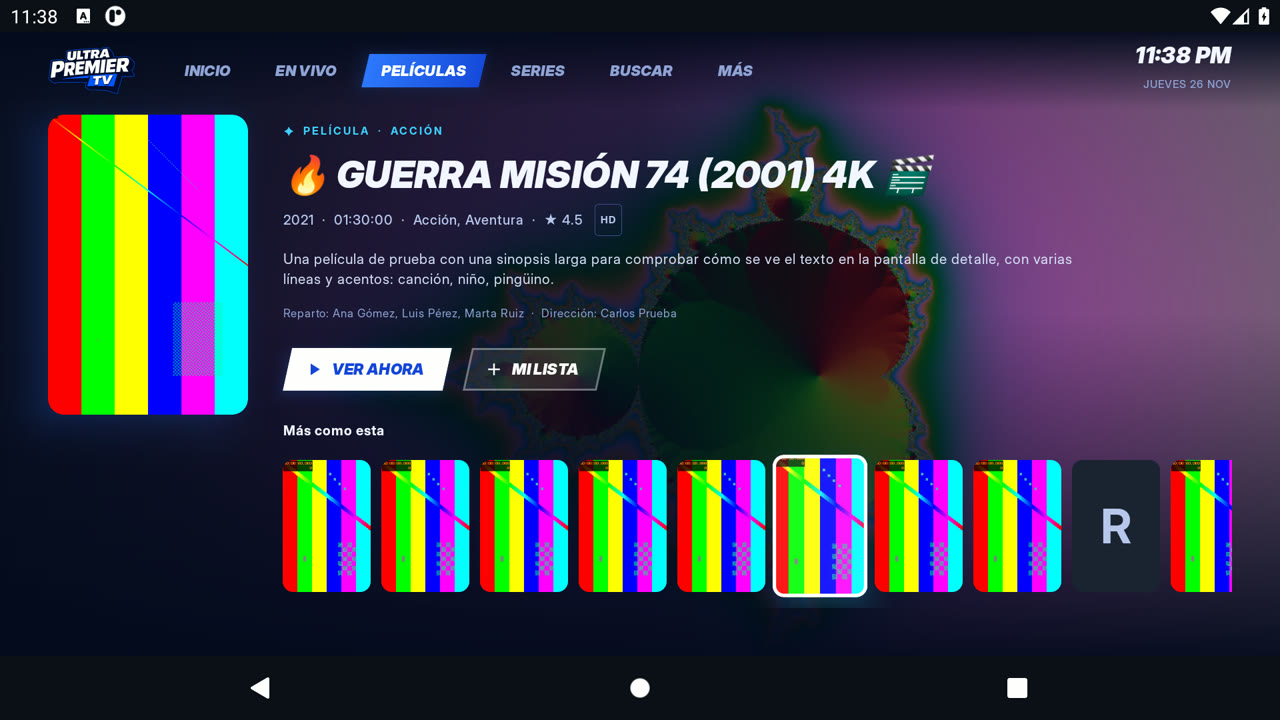 11:38
A
ULTRA
PREMIER
TV
INICIO
EN VIVO
PELÍCULAS
SERIES
BUSCAR
MÁS
11:38 PM
JUEVES 26 NOV
PELÍCULA · ACCIÓN
🔥 GUERRA MISIÓN 74 (2001) 4K 🎬
2021 · 01:30:00 · Acción, Aventura · ★ 4.5 HD
Una película de prueba con una sinopsis larga para comprobar cómo se ve el texto en la pantalla de detalle, con varias
líneas y acentos: canción, niño, pingüino.
Reparto: Ana Gómez, Luis Pérez, Marta Ruiz · Dirección: Carlos Prueba
VER AHORA
MI LISTA
Más como esta
R